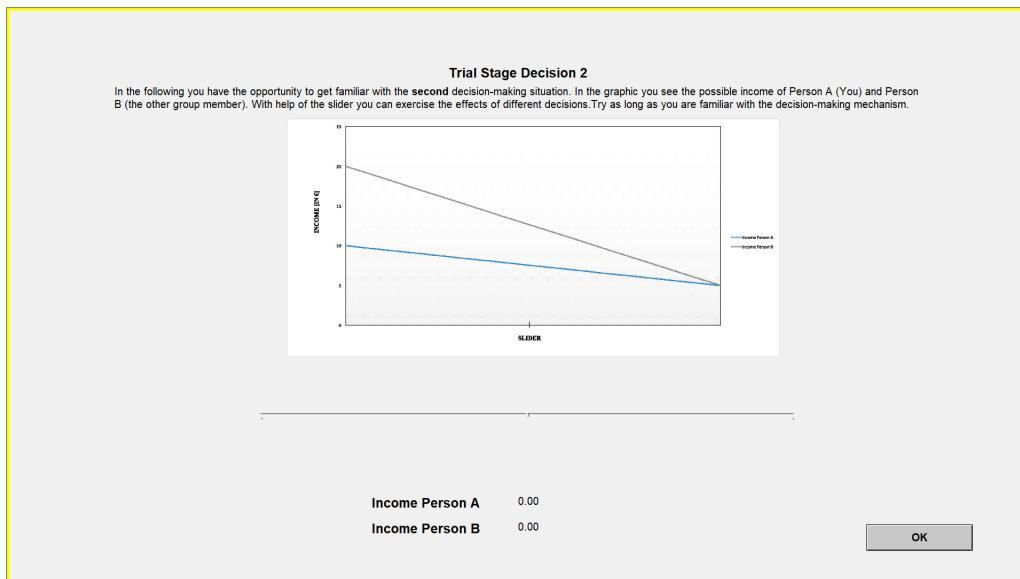 Trial Stage Decision 2
In the following you have the opportunity to get familiar with the second decision-making situation. In the graphic you see the possible income of Person A (You) and Person
B (the other group member). With help of the slider you can exercise the effects of different decisions.Try as long as you are familiar with the decision-making mechanism.
20
15
INCOME [IN €]
10
5
0
SLIDER
Income Person A
Income Person B
Income Person A 0.00
Income Person B 0.00
OK